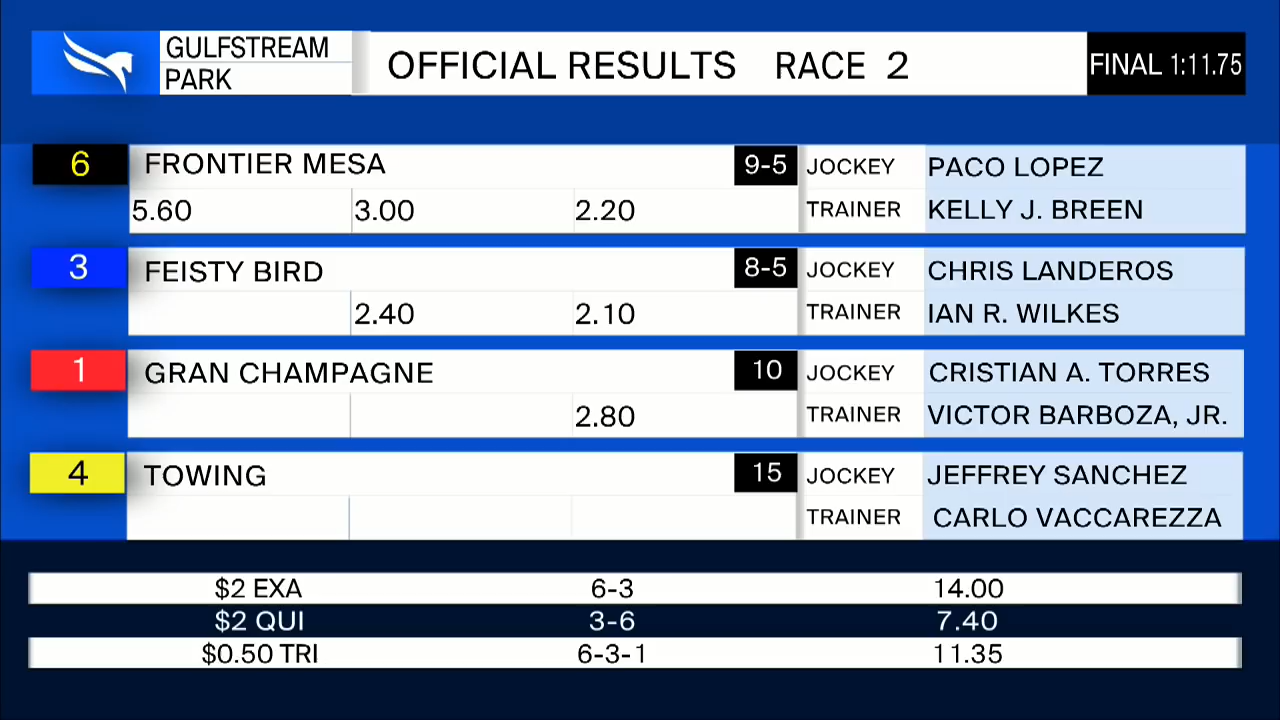 GULFSTREAM
PARK
OFFICIAL RESULTS RACE 2
FINAL 1:11.75
6 FRONTIER MESA 9-5 JOCKEY PACO LOPEZ
5.60 3.00 2.20 TRAINER KELLY J. BREEN
3 FEISTY BIRD 8-5 JOCKEY CHRIS LANDEROS
2.40 2.10 TRAINER IAN R. WILKES
1 GRAN CHAMPAGNE 10 JOCKEY CRISTIAN A. TORRES
2.80 TRAINER VICTOR BARBOZA, JR.
4 TOWING 15 JOCKEY JEFFREY SANCHEZ
TRAINER CARLO VACCAREZZA
$2 EXA 6-3 14.00
$2 QUI 3-6 7.40
$0.50 TRI 6-3-1 11.35